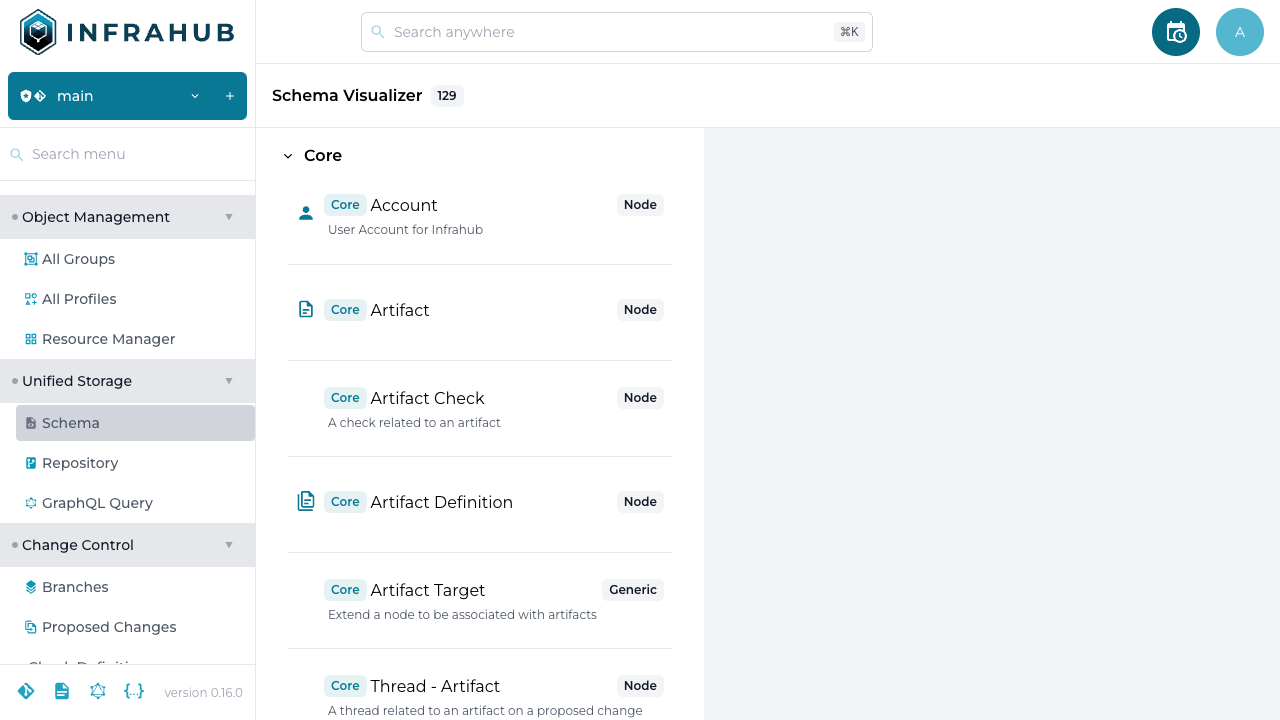 INFRAHUB
Search anywhere
⌘K
A
main
+
Schema Visualizer 129
Search menu
Object Management
All Groups
All Profiles
Resource Manager
Unified Storage
Schema
Repository
GraphQL Query
Change Control
Branches
Proposed Changes
Check Definition
version 0.16.0
Core
Core Account Node
User Account for Infrahub
Core Artifact Node
Core Artifact Check Node
A check related to an artifact
Core Artifact Definition Node
Core Artifact Target Generic
Extend a node to be associated with artifacts
Core Thread - Artifact Node
A thread related to an artifact on a proposed change